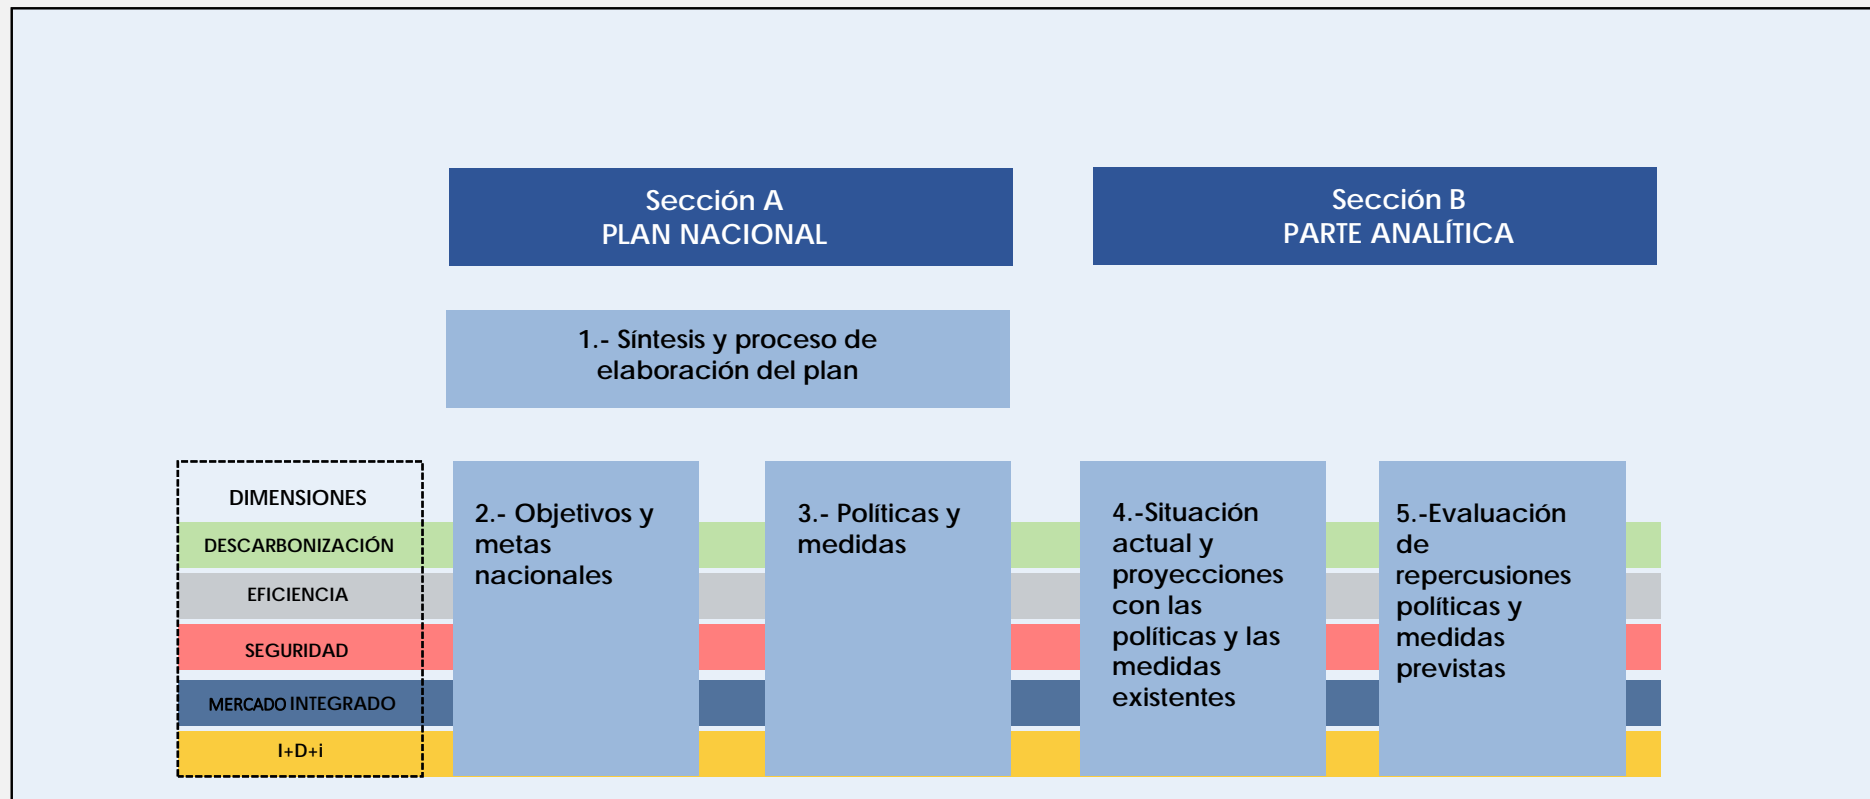 Sección A
PLAN NACIONAL
Sección B
PARTE ANALÍTICA
1.- Síntesis y proceso de
elaboración del plan
DIMENSIONES
DESCARBONIZACIÓN
EFICIENCIA
SEGURIDAD
MERCADO INTEGRADO
I+D+i
2.- Objetivos y
metas
nacionales
3.- Políticas y
medidas
4.-Situación
actual y
proyecciones
con las
políticas y las
medidas
existentes
5.-Evaluación
de
repercusiones
políticas y
medidas
previstas